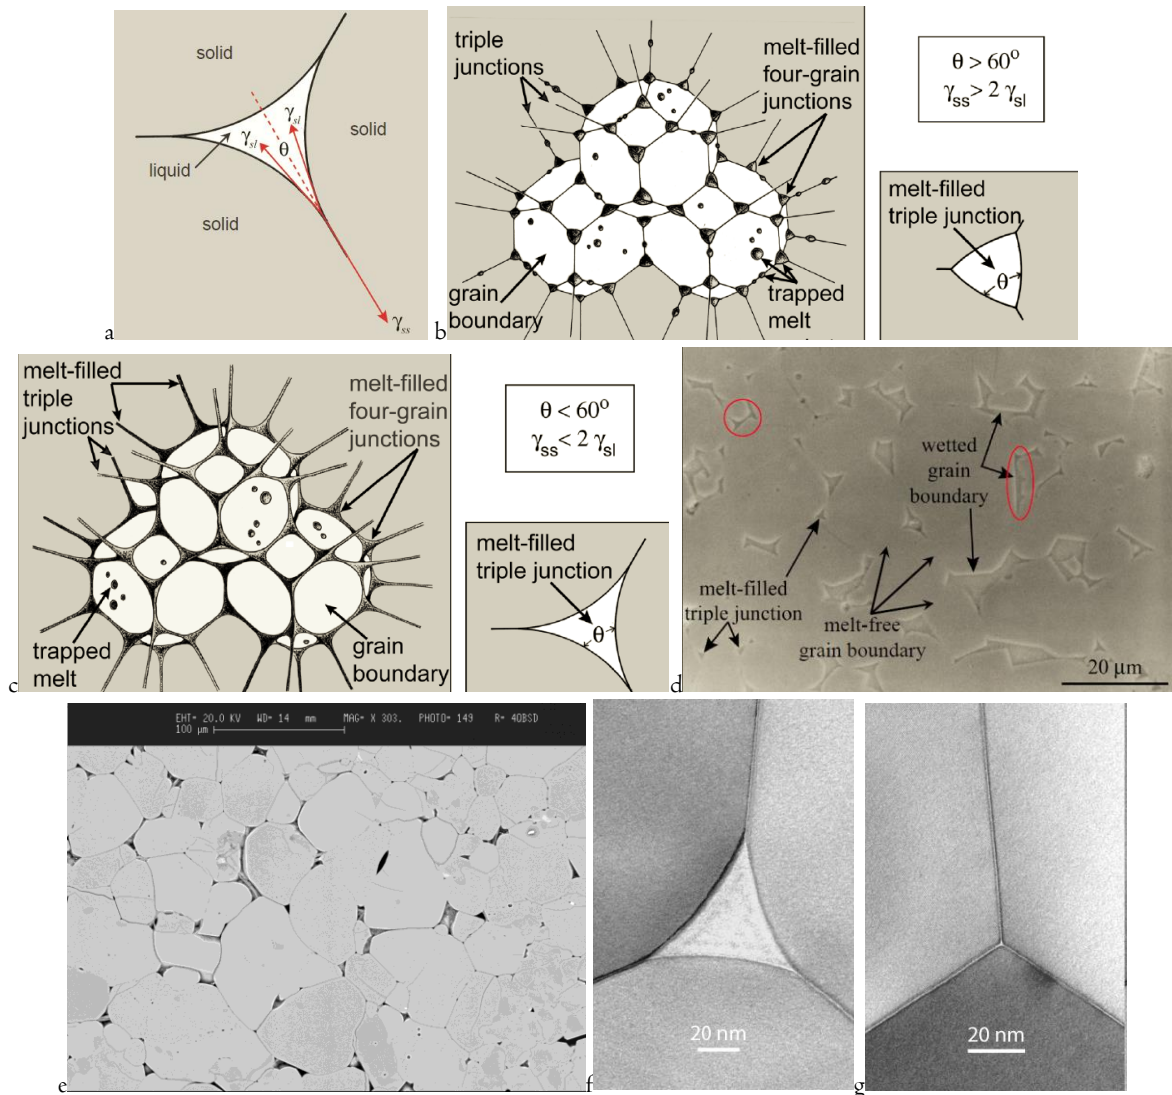 solid
solid
γsl
γsl
θ
liquid
solid
γss
a
triple
junctions
melt-filled
four-grain
junctions
grain
boundary
trapped
melt
b
θ > 60o
γss> 2 γsl
melt-filled
triple junction
θ
melt-filled
triple
junctions
melt-filled
four-grain
junctions
trapped
melt
grain
boundary
c
θ < 60o
γss< 2 γsl
melt-filled
triple junction
θ
wetted
grain
boundary
melt-filled
triple junction
melt-free
grain boundary
20 μm
d
EHT= 20.0 KV WD= 14 mm MAG= X 303. PHOTO= 149 R= 4QBSD
100 μm
e
20 nm
f
20 nm
g